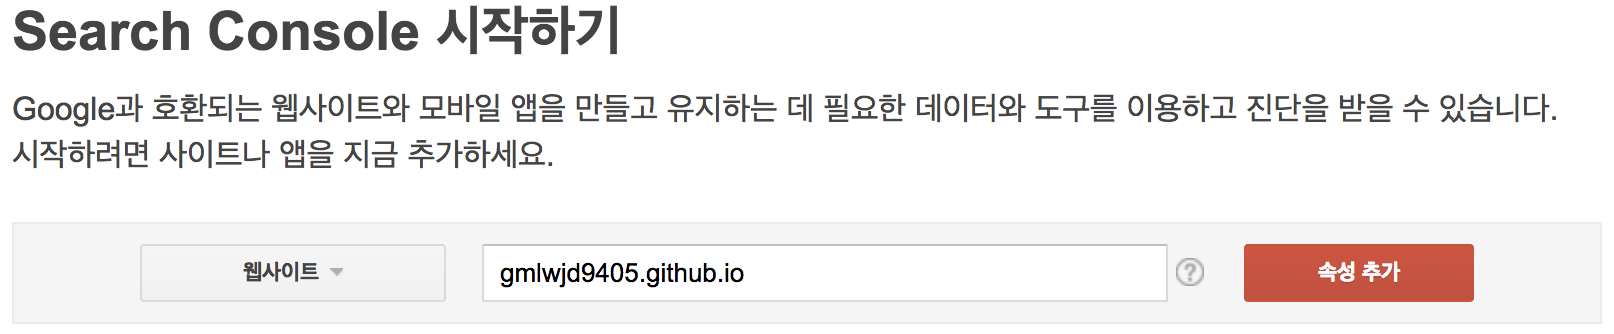 Search Console 시작하기
Google과 호환되는 웹사이트와 모바일 앱을 만들고 유지하는 데 필요한 데이터와 도구를 이용하고 진단을 받을 수 있습니다.
시작하려면 사이트나 앱을 지금 추가하세요.
웹사이트 gmlwjd9405.github.io ? 속성 추가